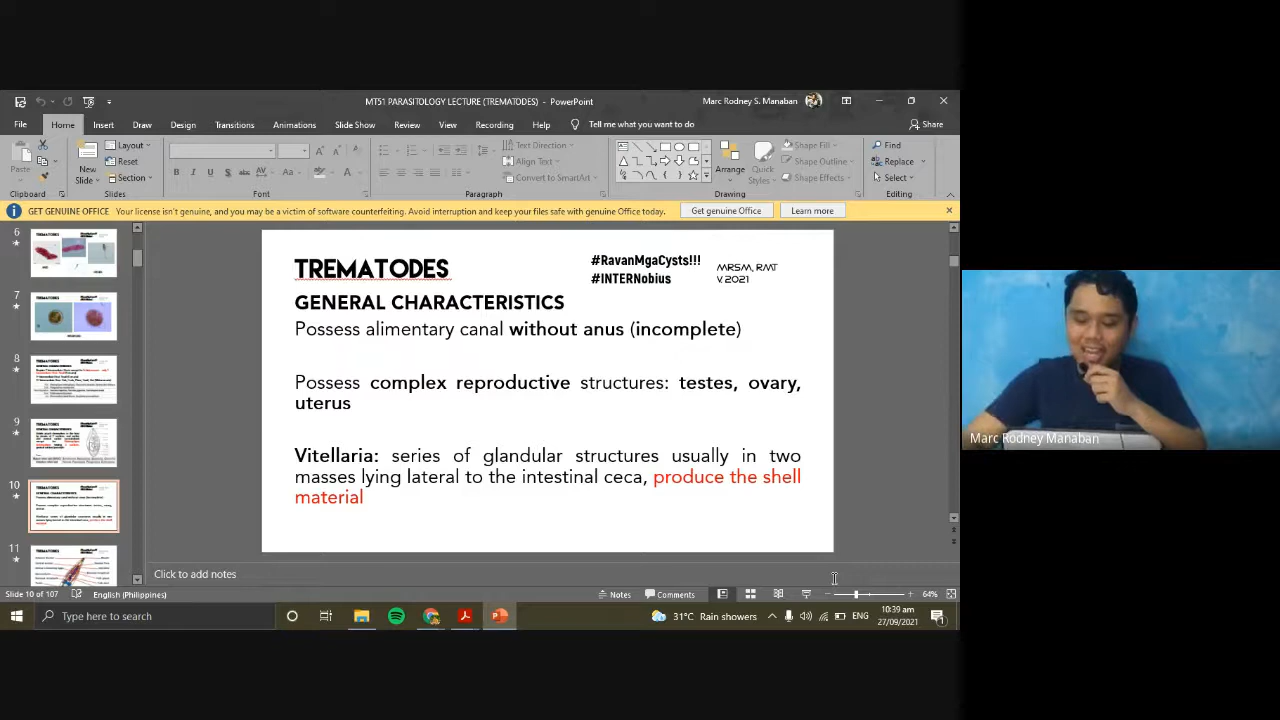 MT51 PARASITOLOGY LECTURE (TREMATODES) - PowerPoint
Marc Rodney S. Manaban
File Home Insert Draw Design Transitions Animations Slide Show Review View Recording Help Tell me what you want to do Share
Paste
New Slide
Layout
Reset
Section
Text Direction
Align Text
Convert to SmartArt
Arrange
Quick Styles
Shape Fill
Shape Outline
Shape Effects
Find
Replace
Select
Clipboard Slides Font Paragraph Drawing Editing
GET GENUINE OFFICE Your license isn't genuine, and you may be a victim of software counterfeiting. Avoid interruption and keep your files safe with genuine Office today. Get genuine Office Learn more
6
7
8
9
10
11
TREMATODES
#RavanMgaCysts!!!
#INTERNobius
MRSM, RMT
V.2021
GENERAL CHARACTERISTICS
Possess alimentary canal without anus (incomplete)
Possess complex reproductive structures: testes, ovary,
uterus
Vitellaria: series of glandular structures usually in two
masses lying lateral to the intestinal ceca, produce the shell
material
Marc Rodney Manaban
Click to add notes
Slide 10 of 107 English (Philippines) Notes Comments 64%
Type here to search
31°C Rain showers
ENG
10:39 am
27/09/2021